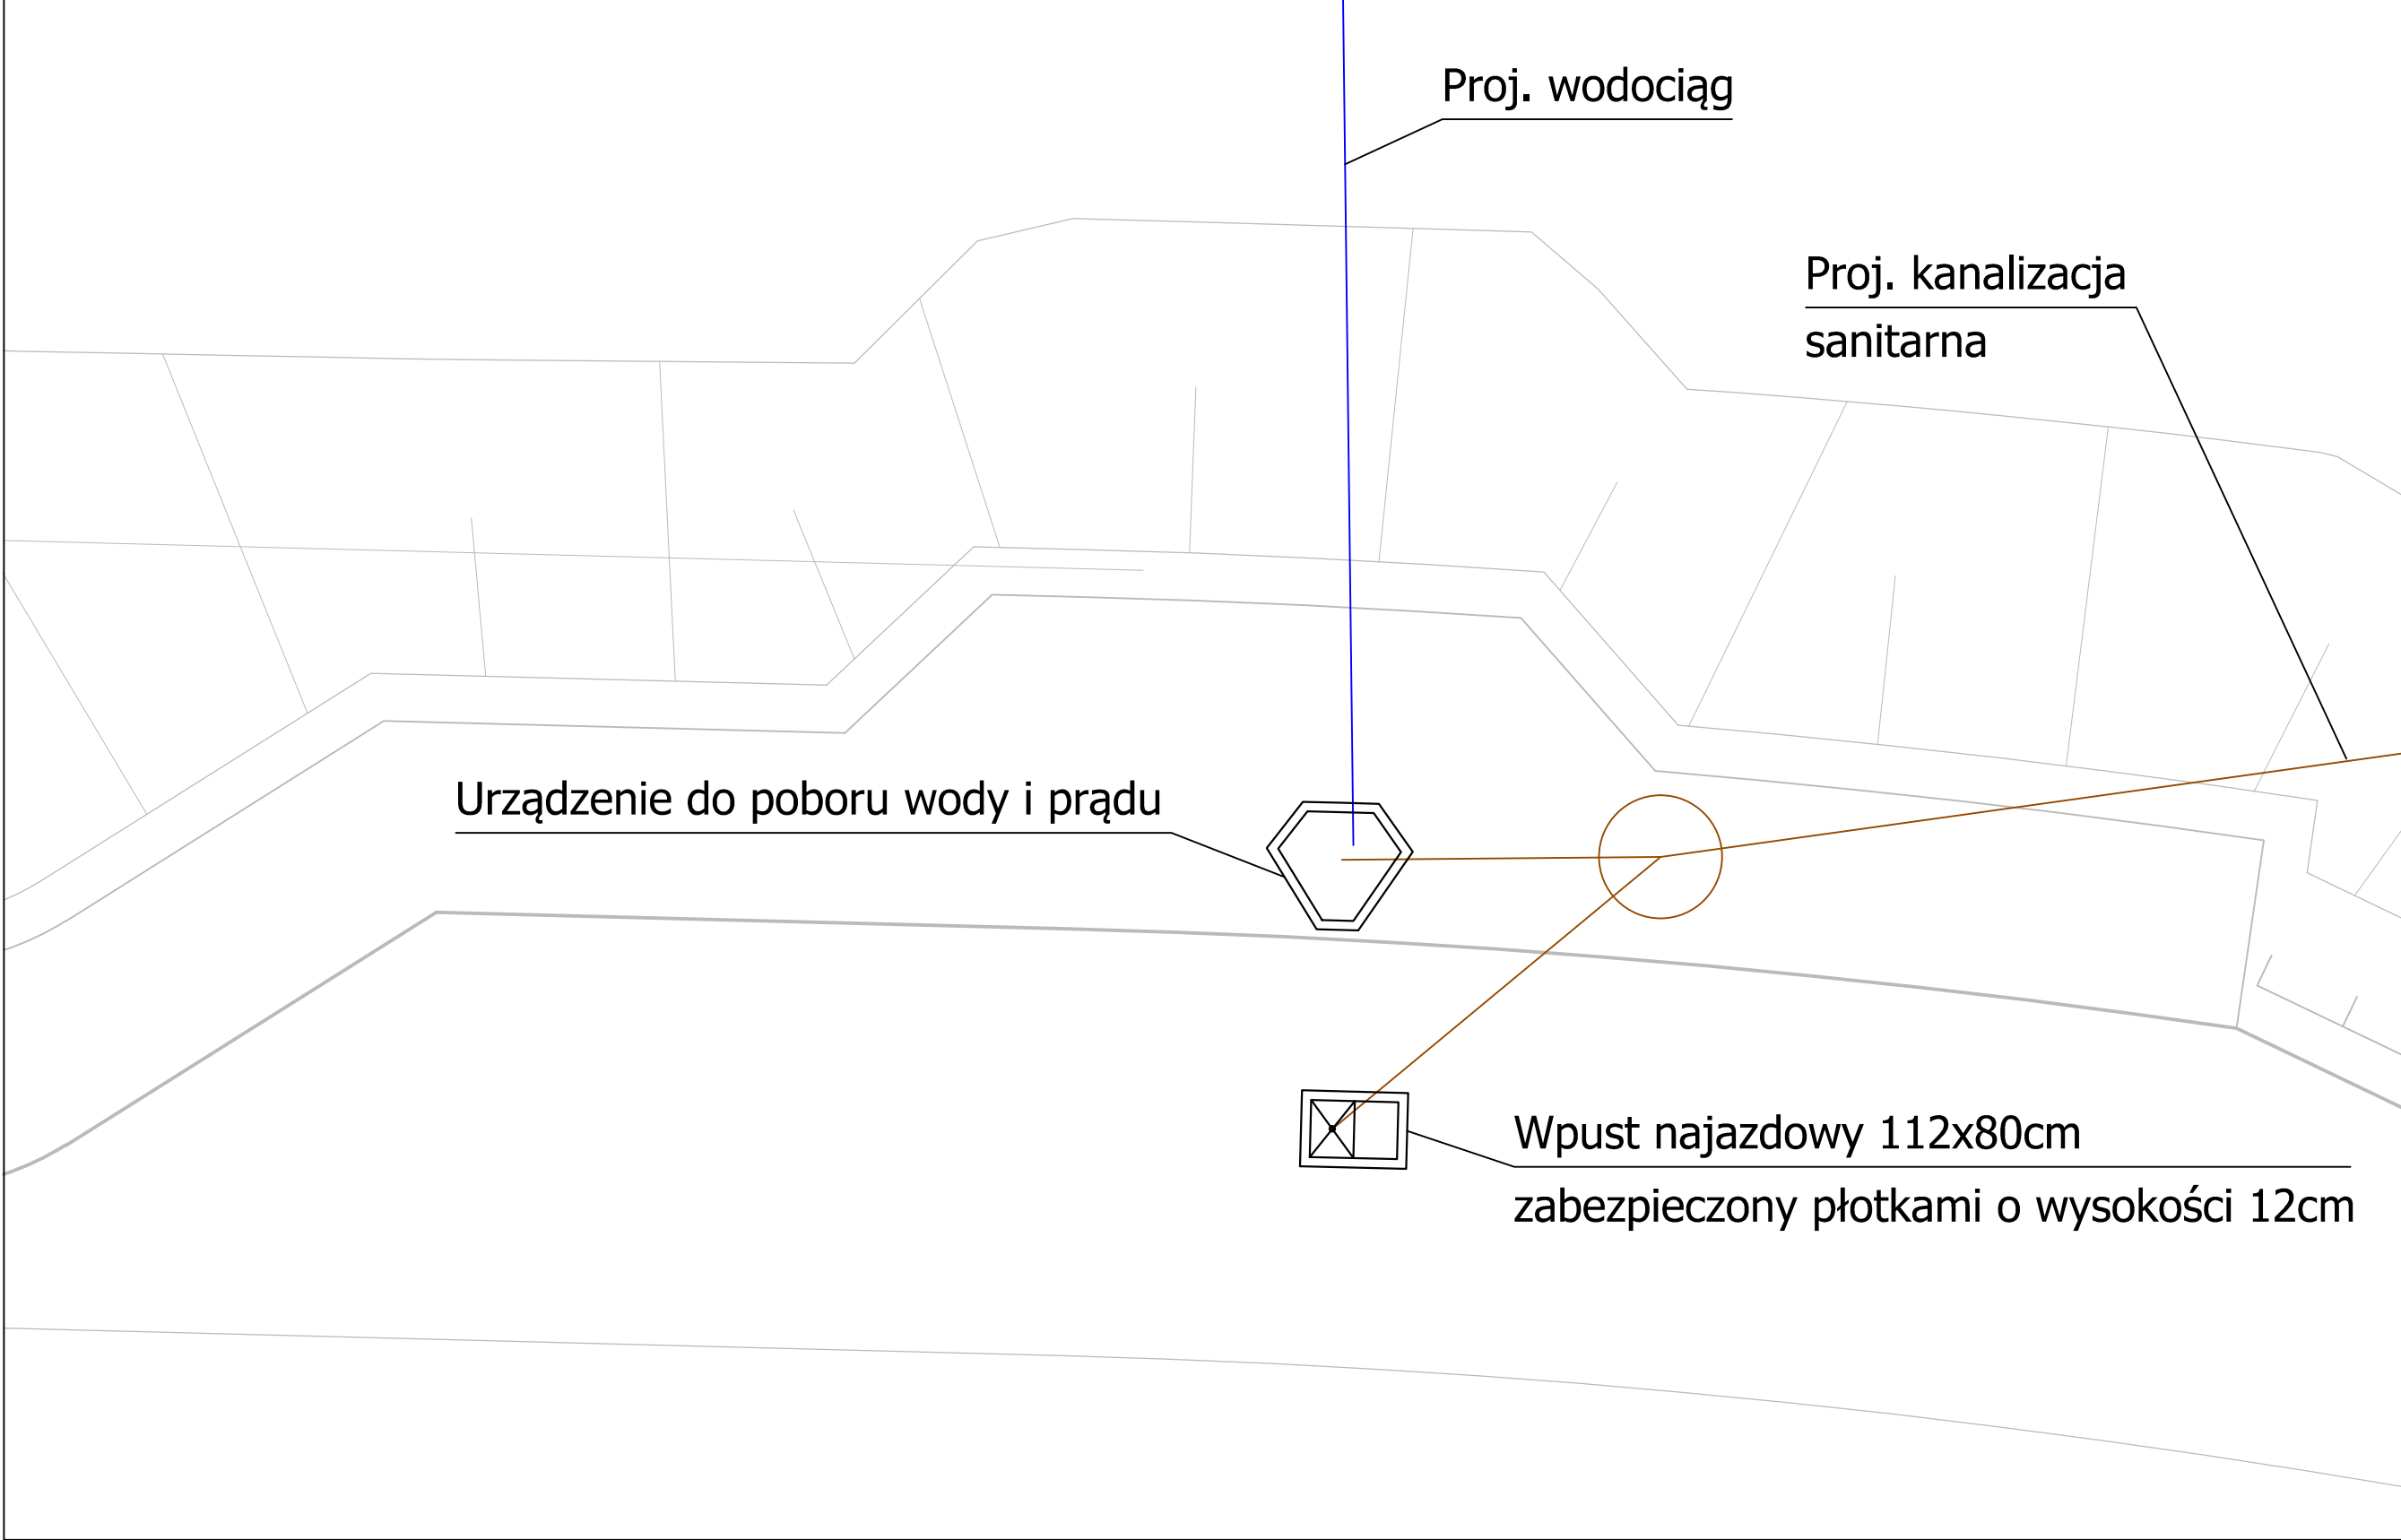 Proj. wodociąg
Proj. kanalizacja
sanitarna
Urządzenie do poboru wody i prądu
Wpust najazdowy 112x80cm
zabezpieczony płotkami o wysokości 12cm